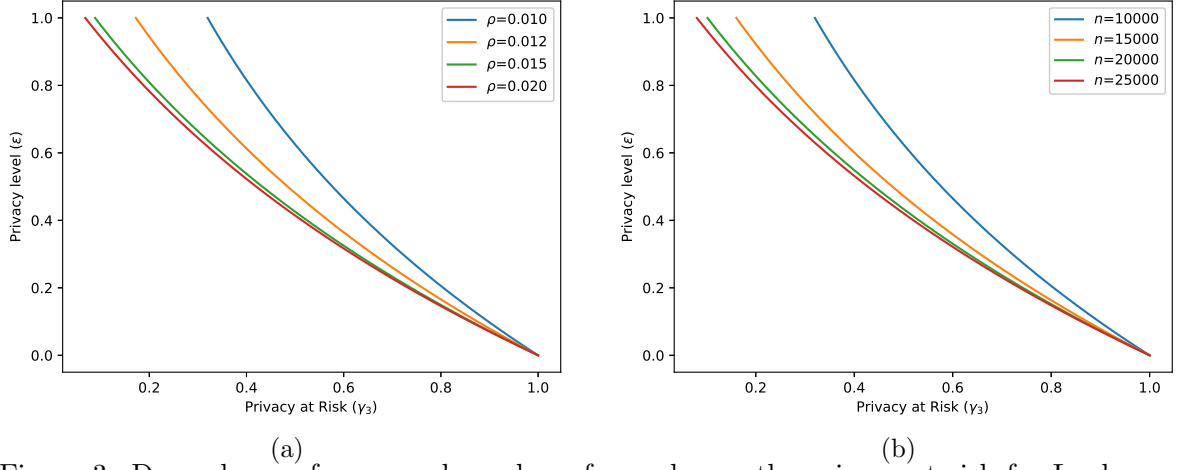 1.0
0.8
0.6
0.4
0.2
0.0
Privacy level (ε)
ρ=0.010
ρ=0.012
ρ=0.015
ρ=0.020
0.2 0.4 0.6 0.8 1.0
Privacy at Risk (γ3)
(a)
1.0
0.8
0.6
0.4
0.2
0.0
Privacy level (ε)
n=10000
n=15000
n=20000
n=25000
0.2 0.4 0.6 0.8 1.0
Privacy at Risk (γ3)
(b)